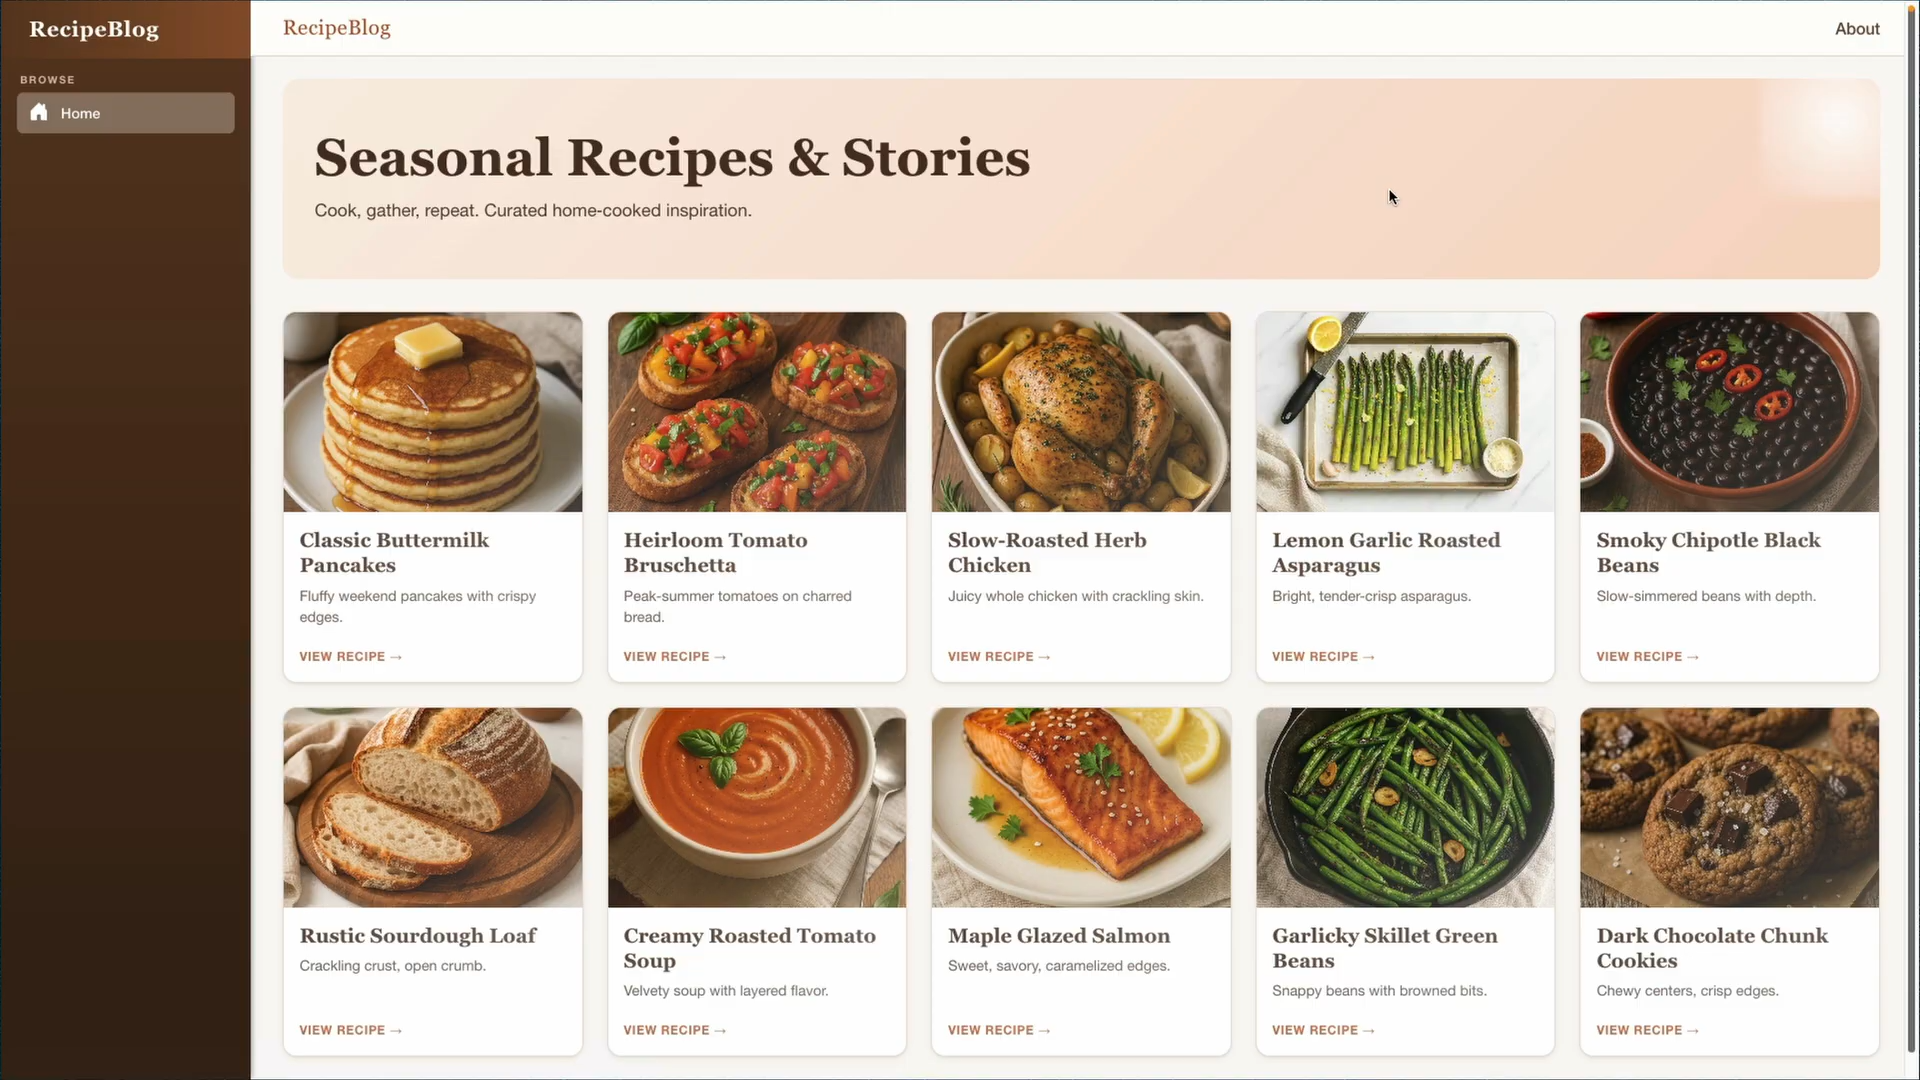 RecipeBlog
BROWSE
Home
RecipeBlog
About
Seasonal Recipes & Stories
Cook, gather, repeat. Curated home-cooked inspiration.
Classic Buttermilk
Pancakes
Fluffy weekend pancakes with crispy
edges.
VIEW RECIPE →
Heirloom Tomato
Bruschetta
Peak-summer tomatoes on charred
bread.
VIEW RECIPE →
Slow-Roasted Herb
Chicken
Juicy whole chicken with crackling skin.
VIEW RECIPE →
Lemon Garlic Roasted
Asparagus
Bright, tender-crisp asparagus.
VIEW RECIPE →
Smoky Chipotle Black
Beans
Slow-simmered beans with depth.
VIEW RECIPE →
Rustic Sourdough Loaf
Crackling crust, open crumb.
VIEW RECIPE →
Creamy Roasted Tomato
Soup
Velvety soup with layered flavor.
VIEW RECIPE →
Maple Glazed Salmon
Sweet, savory, caramelized edges.
VIEW RECIPE →
Garlicky Skillet Green
Beans
Snappy beans with browned bits.
VIEW RECIPE →
Dark Chocolate Chunk
Cookies
Chewy centers, crisp edges.
VIEW RECIPE →